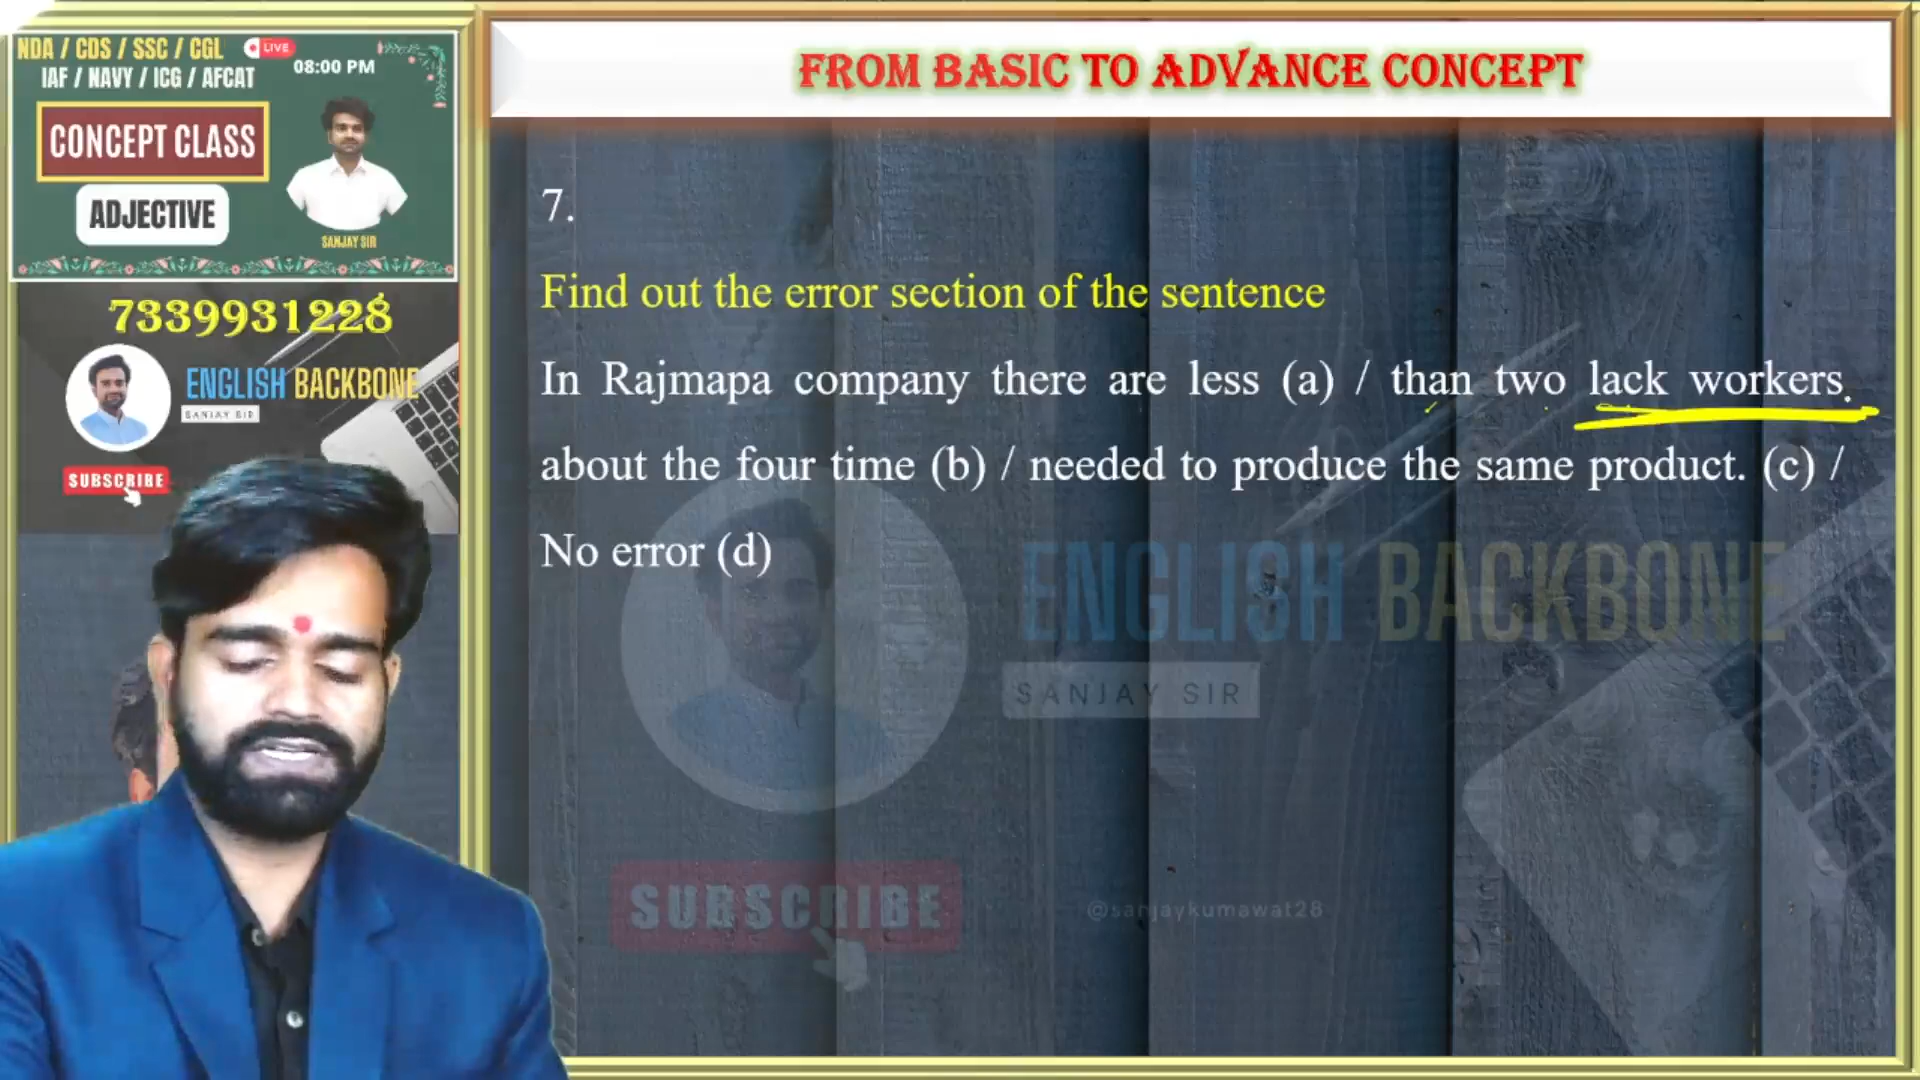 NDA / CDS / SSC / CGL
LIVE
IAF / NAVY / ICG / AFCAT
08:00 PM
CONCEPT CLASS
ADJECTIVE
SANJAY SIR
7339931228
ENGLISH BACKBONE
SANJAY SIR
SUBSCRIBE
FROM BASIC TO ADVANCE CONCEPT
7.
Find out the error section of the sentence
In Rajmapa company there are less (a) / than two lack workers.
about the four time (b) / needed to produce the same product. (c) /
No error (d)
ENGLISH BACKBONE
SANJAY SIR
SUBSCRIBE
@sanjaykumawat28